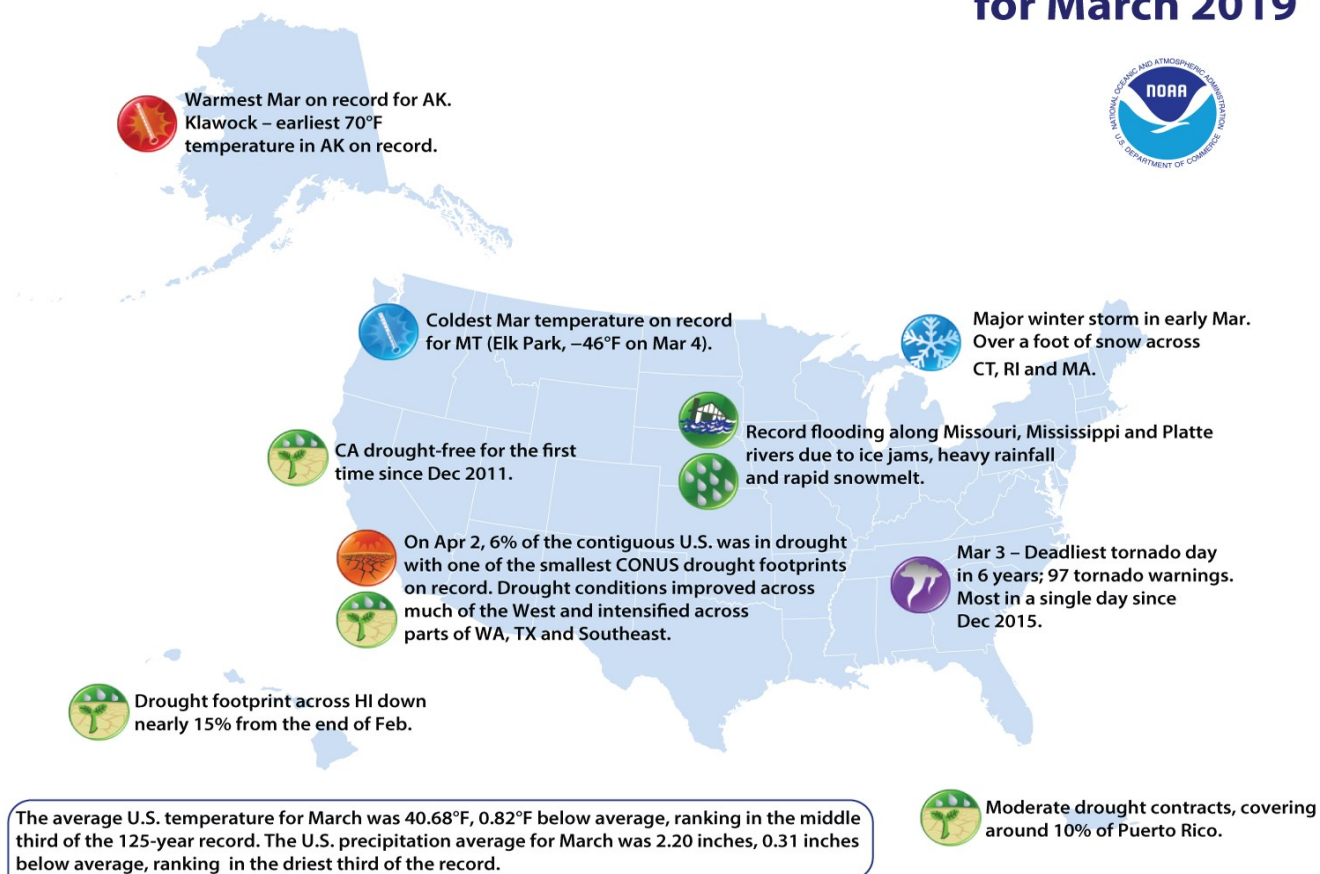 for March 2019
NATIONAL OCEANIC AND ATMOSPHERIC ADMINISTRATION
NOAA
U.S. DEPARTMENT OF COMMERCE
Warmest Mar on record for AK.
Klawock – earliest 70°F
temperature in AK on record.
Coldest Mar temperature on record
for MT (Elk Park, −46°F on Mar 4).
Major winter storm in early Mar.
Over a foot of snow across
CT, RI and MA.
CA drought-free for the first
time since Dec 2011.
Record flooding along Missouri, Mississippi and Platte
rivers due to ice jams, heavy rainfall
and rapid snowmelt.
On Apr 2, 6% of the contiguous U.S. was in drought
with one of the smallest CONUS drought footprints
on record. Drought conditions improved across
much of the West and intensified across
parts of WA, TX and Southeast.
Mar 3 – Deadliest tornado day
in 6 years; 97 tornado warnings.
Most in a single day since
Dec 2015.
Drought footprint across HI down
nearly 15% from the end of Feb.
Moderate drought contracts, covering
around 10% of Puerto Rico.
The average U.S. temperature for March was 40.68°F, 0.82°F below average, ranking in the middle
third of the 125-year record. The U.S. precipitation average for March was 2.20 inches, 0.31 inches
below average, ranking in the driest third of the record.